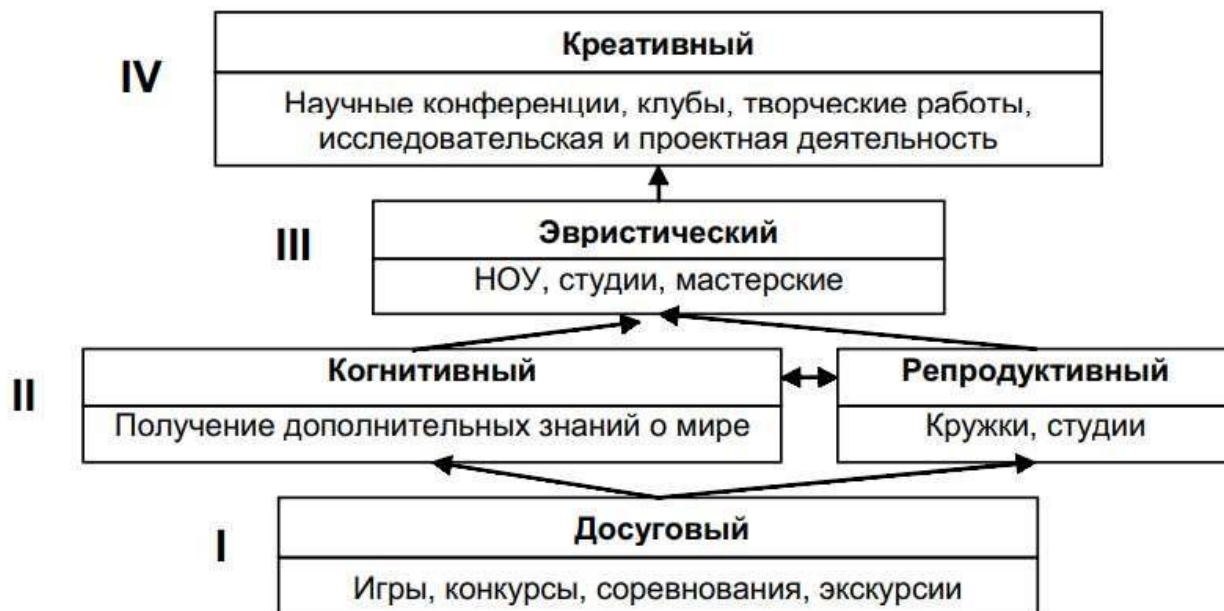 IV
Креативный
Научные конференции, клубы, творческие работы,
исследовательская и проектная деятельность
III
Эвристический
НОУ, студии, мастерские
II
Когнитивный
Получение дополнительных знаний о мире
Репродуктивный
Кружки, студии
I
Досуговый
Игры, конкурсы, соревнования, экскурсии